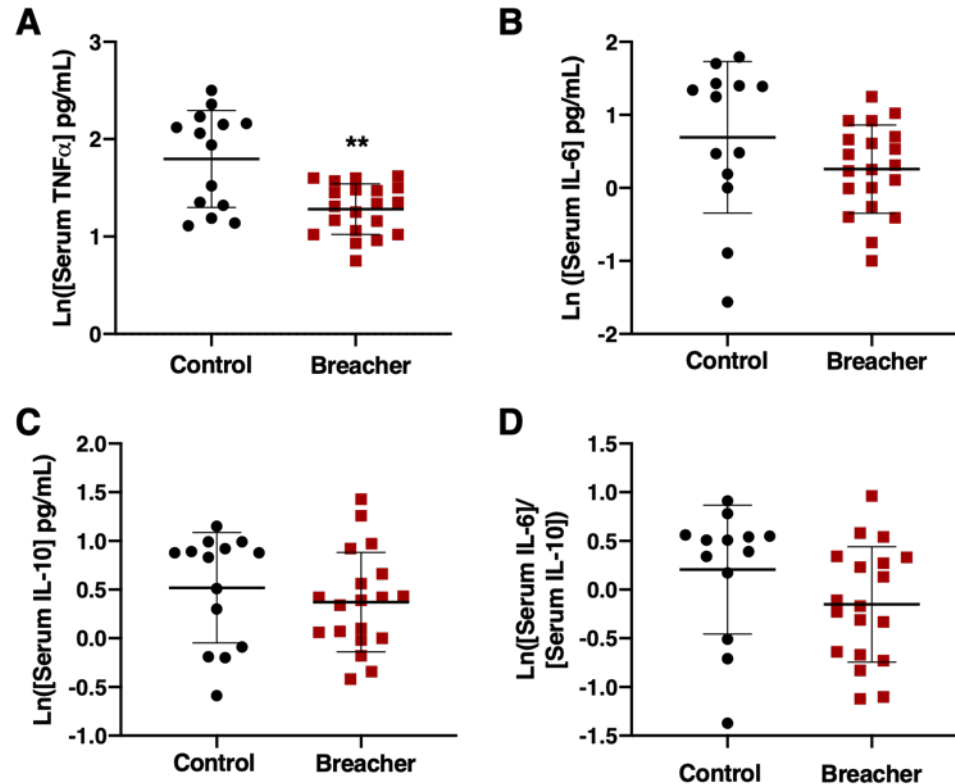 A
Ln([Serum TNFα] pg/mL)
3
2
1
0
**
Control
Breacher
B
Ln ([Serum IL-6] pg/mL)
2
1
0
-1
-2
Control
Breacher
C
Ln([Serum IL-10] pg/mL)
2.0
1.5
1.0
0.5
0.0
-0.5
-1.0
Control
Breacher
D
Ln([Serum IL-6]/
[Serum IL-10])
1.5
1.0
0.5
0.0
-0.5
-1.0
-1.5
Control
Breacher